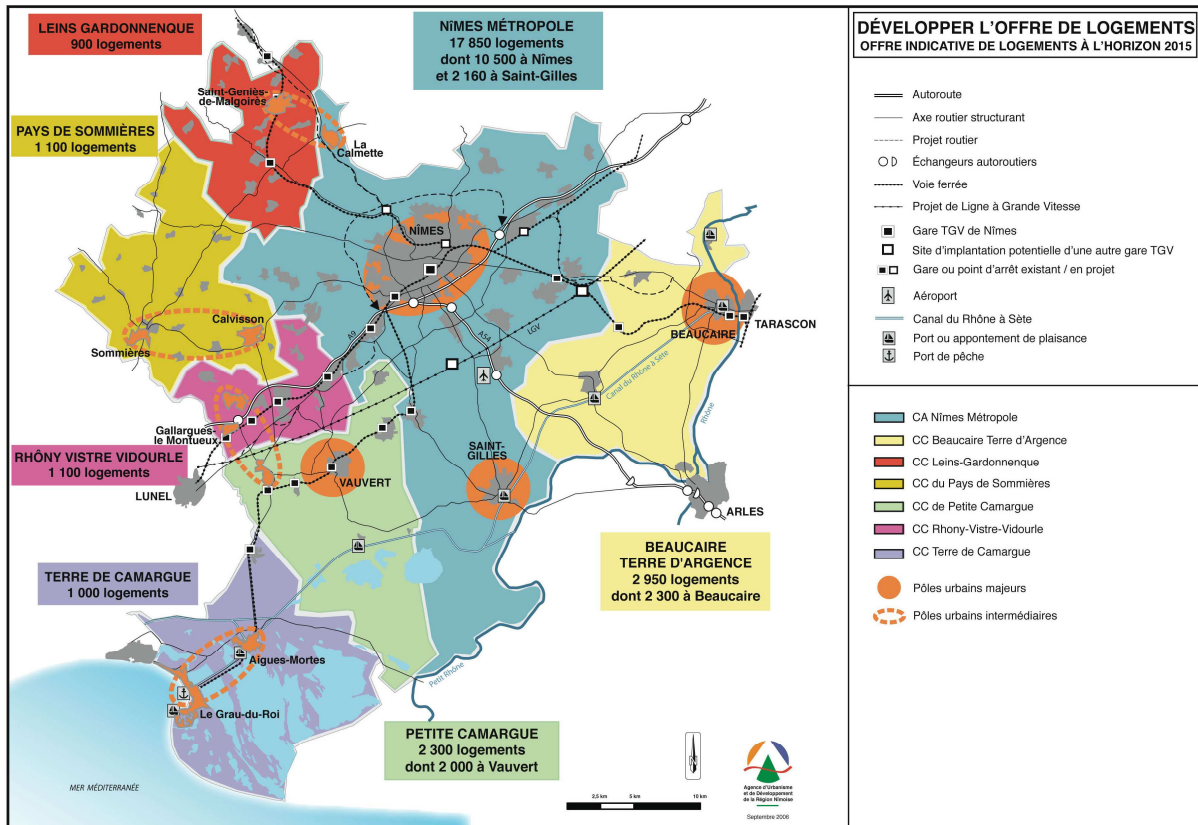 LEINS GARDONNENQUE
900 logements
NÎMES MÉTROPOLE
17 850 logements
dont 10 500 à Nîmes
et 2 160 à Saint-Gilles
PAYS DE SOMMIÈRES
1 100 logements
Saint-Geniès-
de-Malgoirès
La
Calmette
NÎMES
Calvisson
Sommières
A9
A54
LGV
BEAUCAIRE
TARASCON
Canal du Rhône à Sète
Rhône
Gallargues-
le Montueux
RHÔNY VISTRE VIDOURLE
1 100 logements
LUNEL
VAUVERT
SAINT-
GILLES
ARLES
BEAUCAIRE
TERRE D'ARGENCE
2 950 logements
dont 2 300 à Beaucaire
TERRE DE CAMARGUE
1 000 logements
Aigues-Mortes
Le Grau-du-Roi
Petit Rhône
PETITE CAMARGUE
2 300 logements
dont 2 000 à Vauvert
MER MÉDITERRANÉE
2,5 km
5 km
10 km
Agence d'Urbanisme
et de Développement
de la Région Nîmoise
Septembre 2006
DÉVELOPPER L'OFFRE DE LOGEMENTS
OFFRE INDICATIVE DE LOGEMENTS À L'HORIZON 2015
Autoroute
Axe routier structurant
Projet routier
Échangeurs autoroutiers
Voie ferrée
Projet de Ligne à Grande Vitesse
Gare TGV de Nîmes
Site d'implantation potentielle d'une autre gare TGV
Gare ou point d'arrêt existant / en projet
Aéroport
Canal du Rhône à Sète
Port ou appontement de plaisance
Port de pêche
CA Nîmes Métropole
CC Beaucaire Terre d'Argence
CC Leins-Gardonnenque
CC du Pays de Sommières
CC de Petite Camargue
CC Rhony-Vistre-Vidourle
CC Terre de Camargue
Pôles urbains majeurs
Pôles urbains intermédiaires